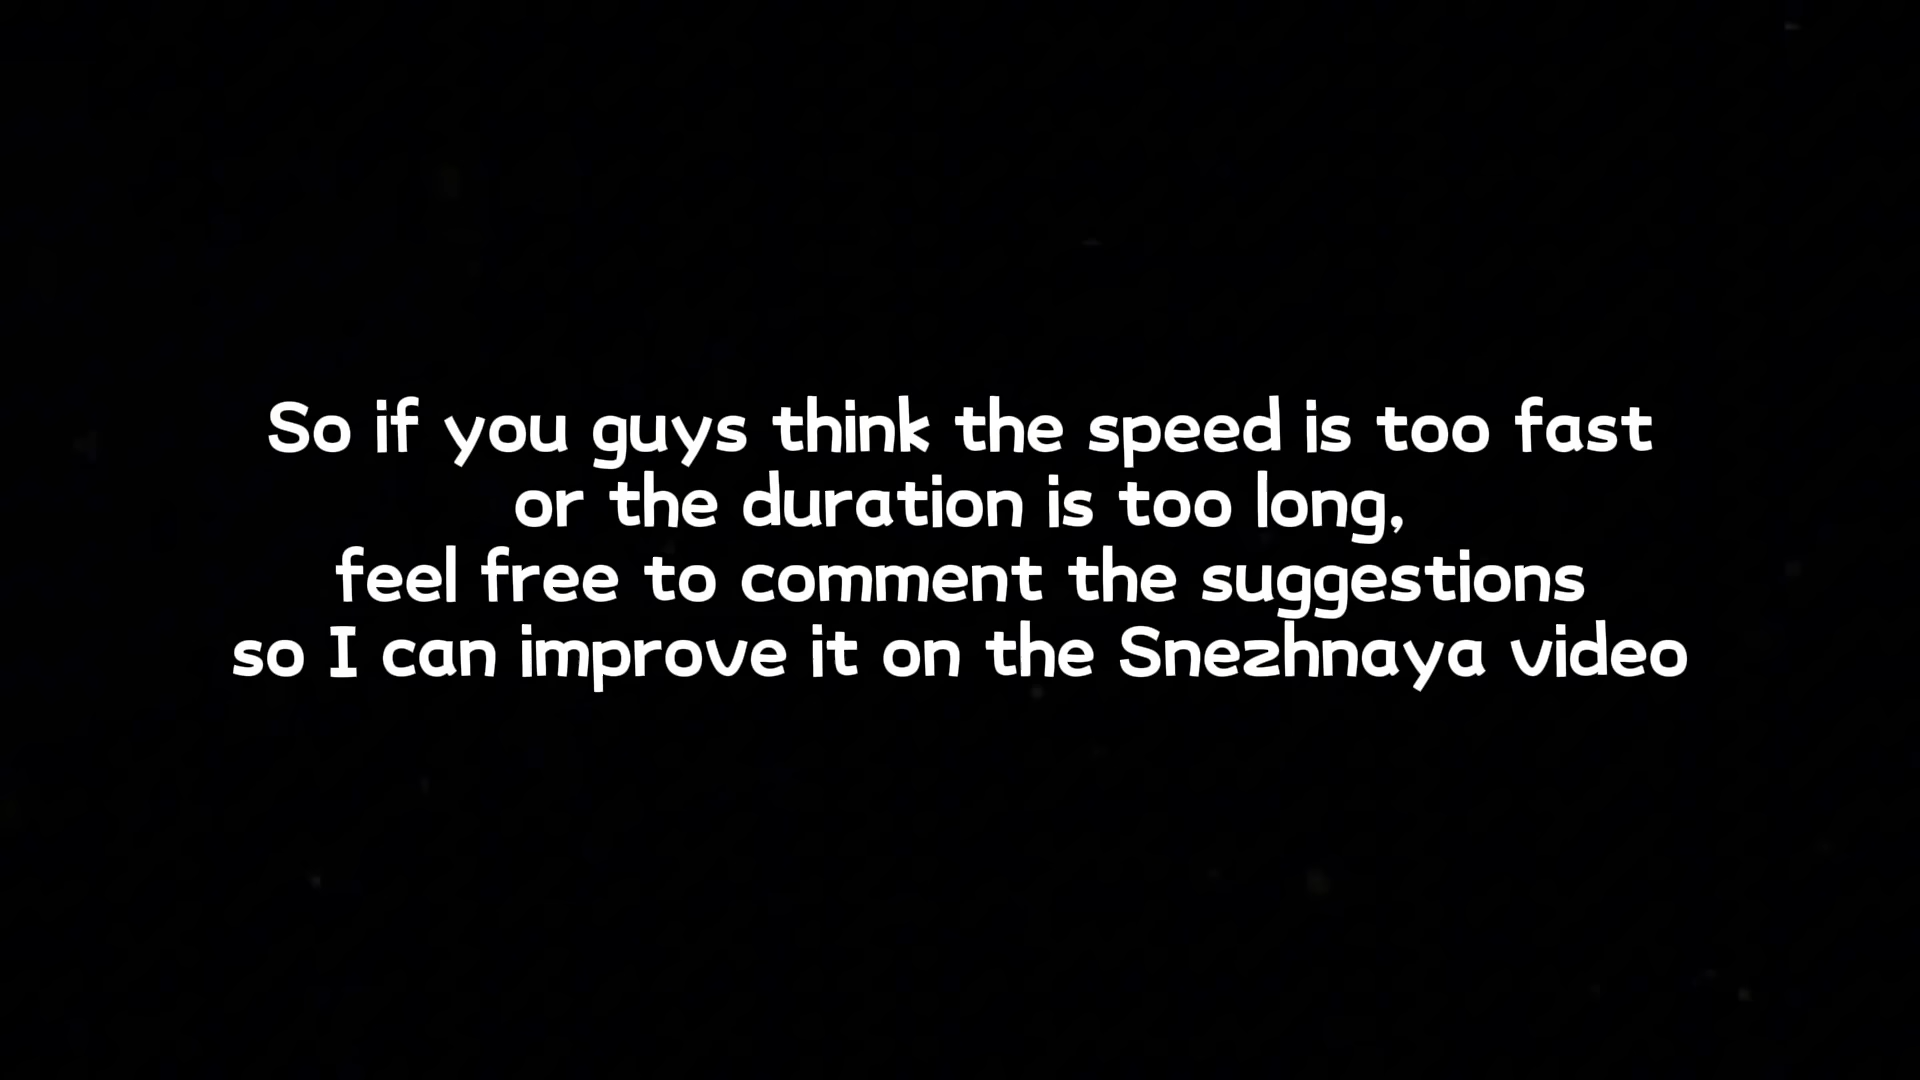 So if you guys think the speed is too fast
or the duration is too long,
feel free to comment the suggestions
so I can improve it on the Snezhnaya video